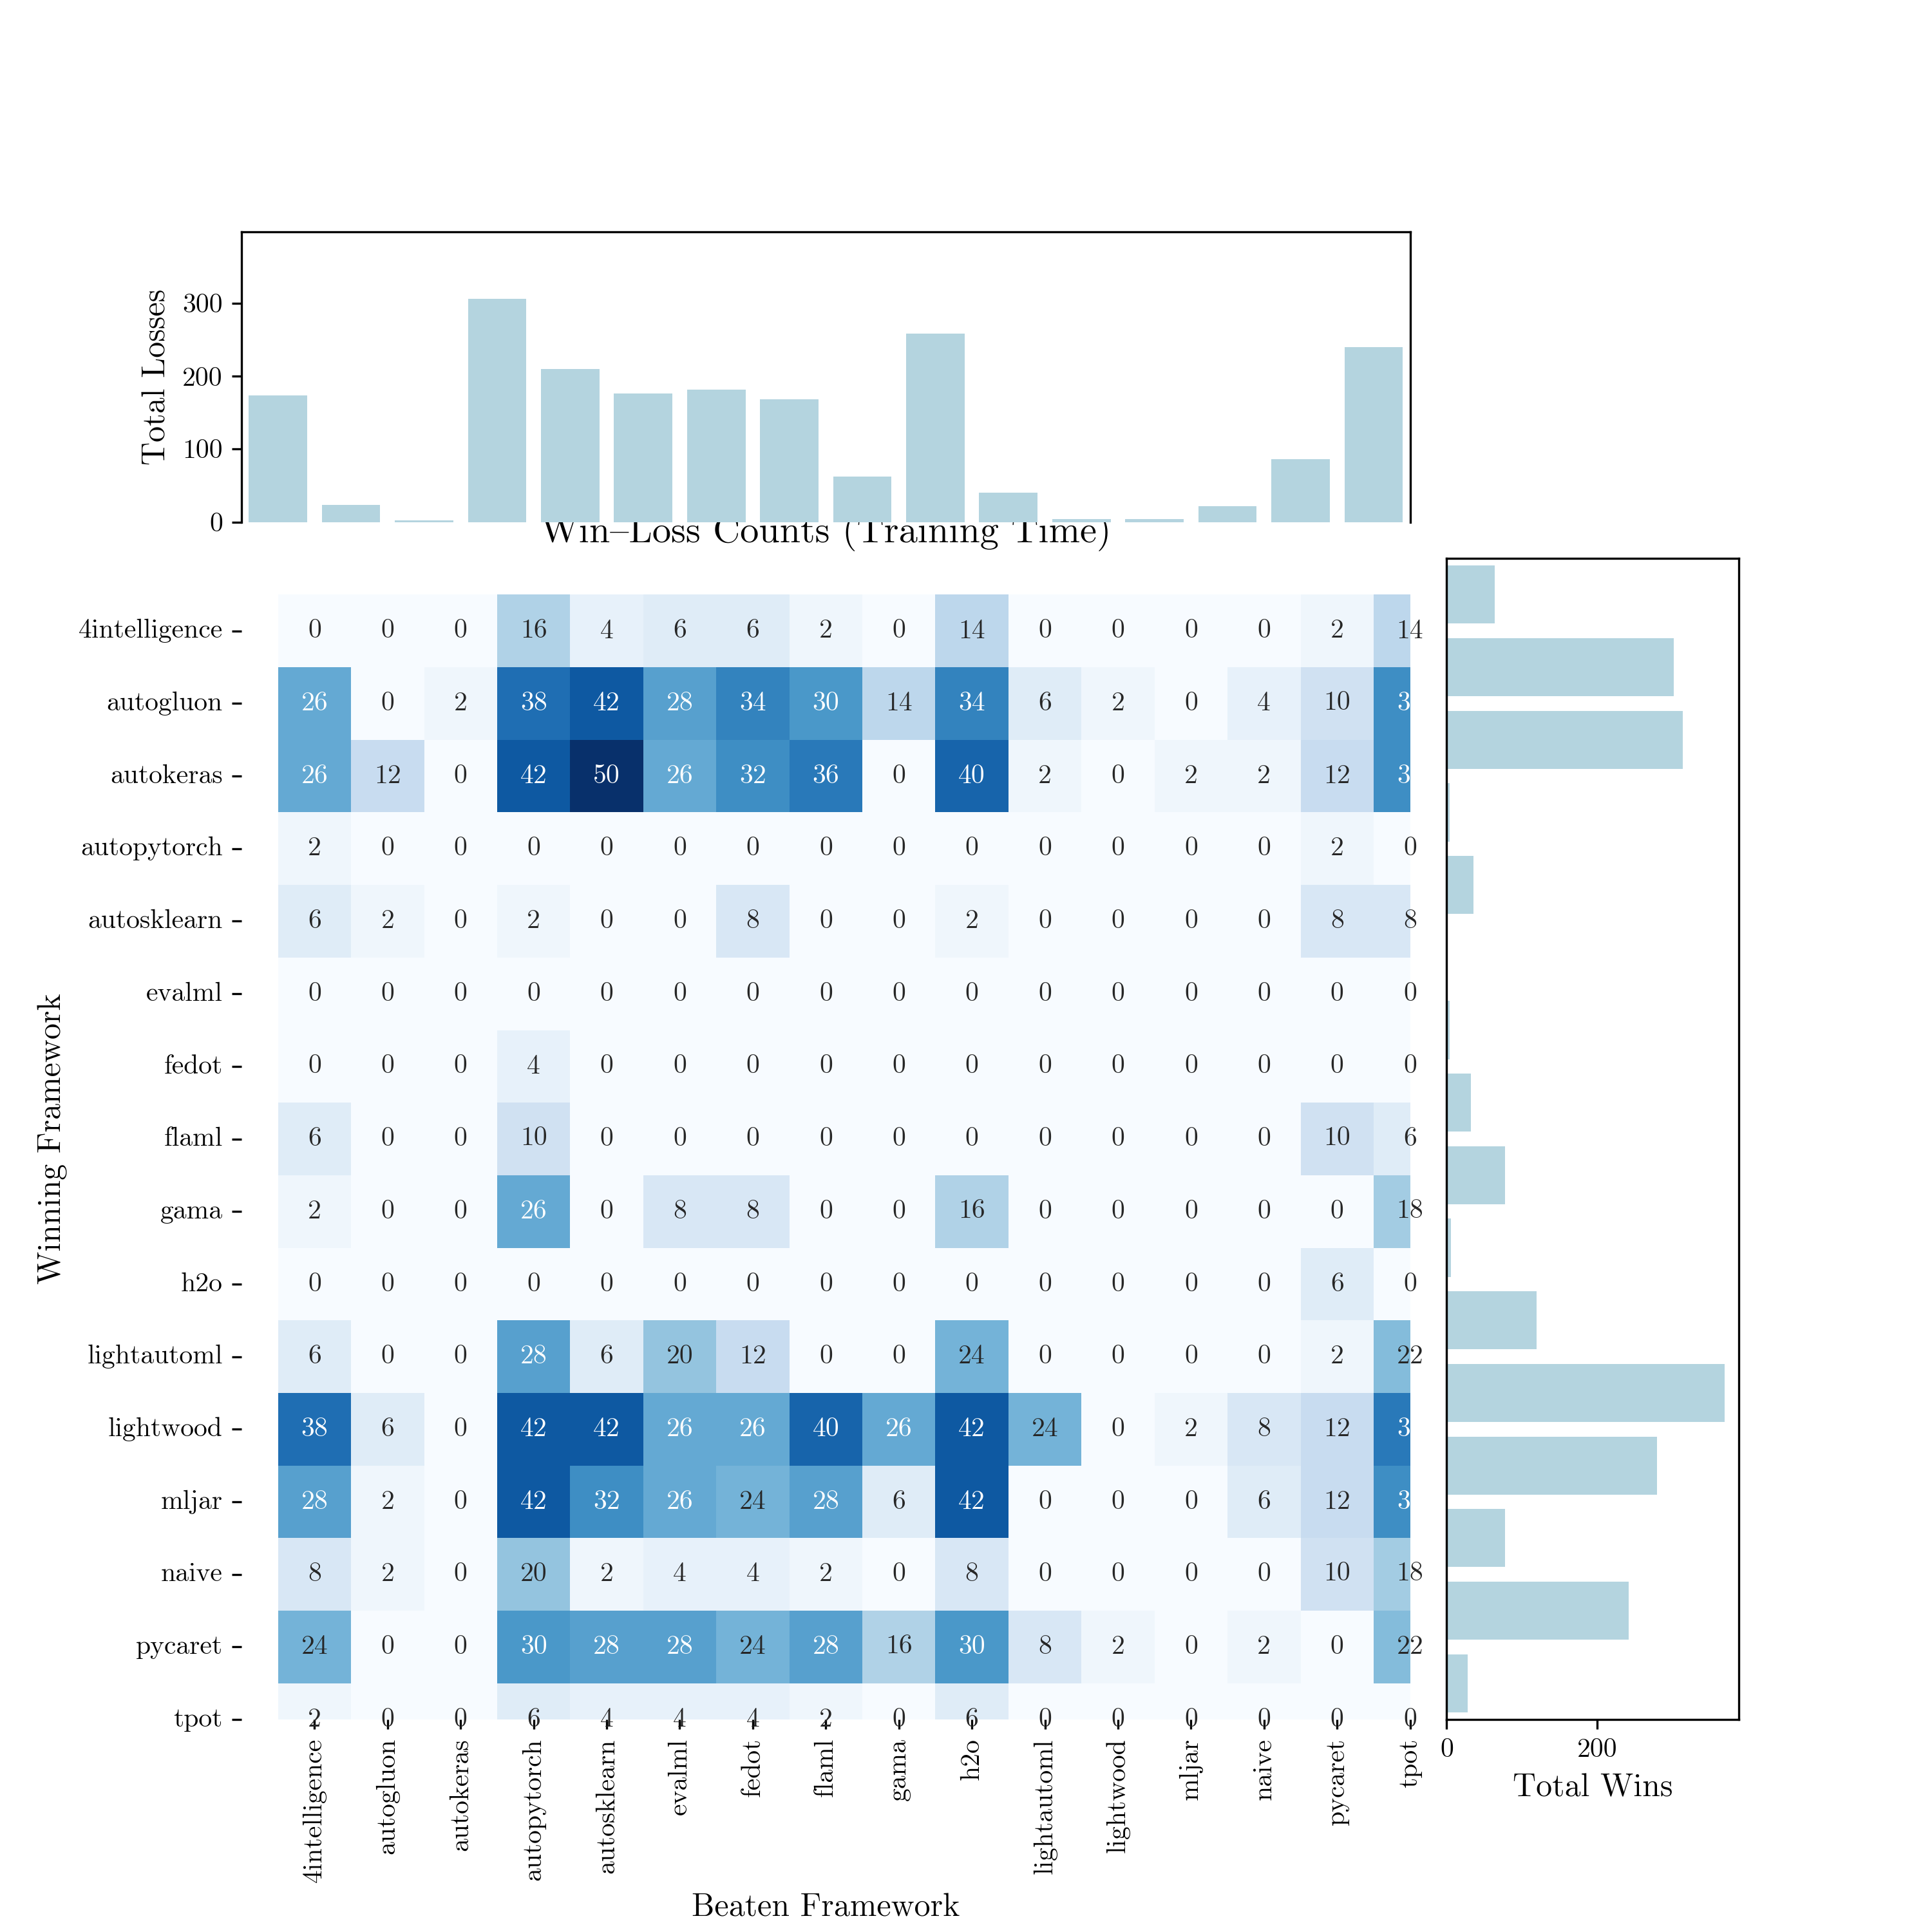 Total Losses
300
200
100
0
Win–Loss Counts (Training Time)
Winning Framework
4intelligence 0 0 0 16 4 6 6 2 0 14 0 0 0 0 2 14
autogluon 26 0 2 38 42 28 34 30 14 34 6 2 0 4 10 3
autokeras 26 12 0 42 50 26 32 36 0 40 2 0 2 2 12 3
autopytorch 2 0 0 0 0 0 0 0 0 0 0 0 0 0 2 0
autosklearn 6 2 0 2 0 0 8 0 0 2 0 0 0 0 8 8
evalml 0 0 0 0 0 0 0 0 0 0 0 0 0 0 0 0
fedot 0 0 0 4 0 0 0 0 0 0 0 0 0 0 0 0
flaml 6 0 0 10 0 0 0 0 0 0 0 0 0 0 10 6
gama 2 0 0 26 0 8 8 0 0 16 0 0 0 0 0 18
h2o 0 0 0 0 0 0 0 0 0 0 0 0 0 0 6 0
lightautoml 6 0 0 28 6 20 12 0 0 24 0 0 0 0 2 22
lightwood 38 6 0 42 42 26 26 40 26 42 24 0 2 8 12 3
mljar 28 2 0 42 32 26 24 28 6 42 0 0 0 6 12 3
naive 8 2 0 20 2 4 4 2 0 8 0 0 0 0 10 18
pycaret 24 0 0 30 28 28 24 28 16 30 8 2 0 2 0 22
tpot 2 0 0 6 4 4 4 2 0 6 0 0 0 0 0 0
4intelligence autogluon autokeras autopytorch autosklearn evalml fedot flaml gama h2o lightautoml lightwood mljar naive pycaret tpot
Beaten Framework
0 200
Total Wins